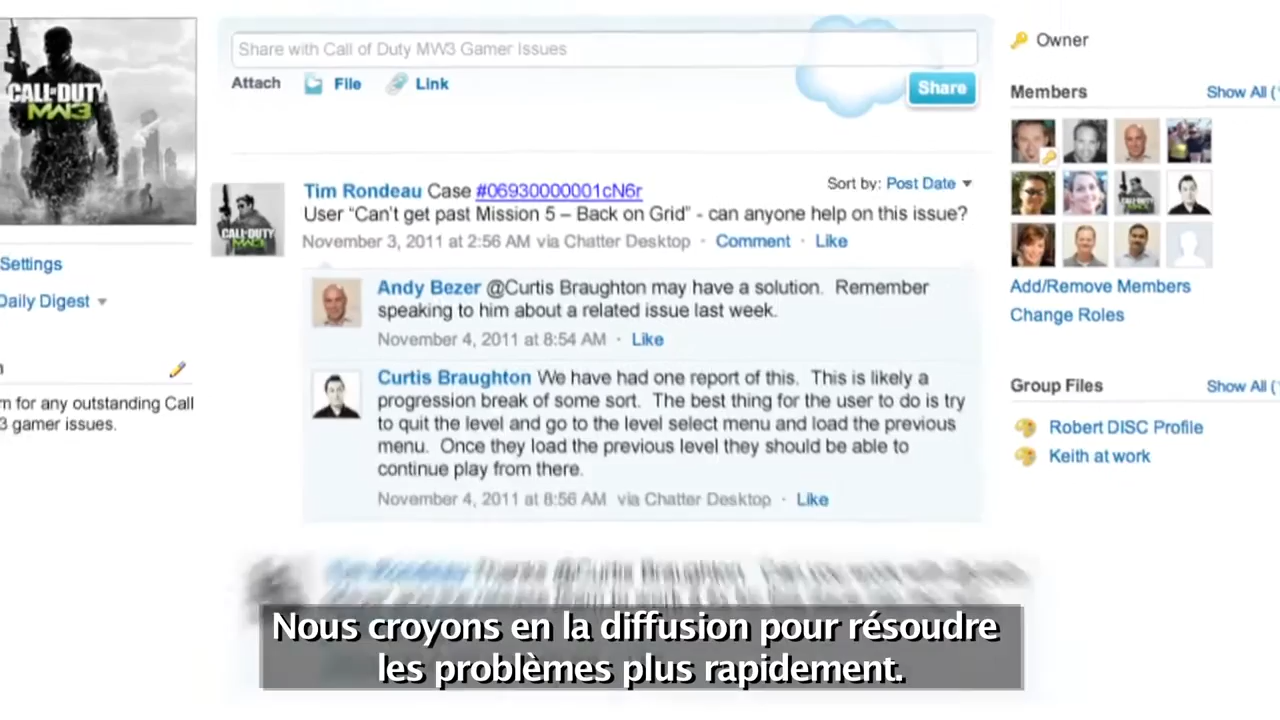 CALL·DUTY
MW3
Settings
Daily Digest
m for any outstanding Call
3 gamer issues.
Share with Call of Duty MW3 Gamer Issues
Attach File Link
Share
Sort by: Post Date
CALL·DUTY
MW3
Tim Rondeau Case #06930000001cN6r
User “Can't get past Mission 5 – Back on Grid” - can anyone help on this issue?
November 3, 2011 at 2:56 AM via Chatter Desktop · Comment · Like
Andy Bezer @Curtis Braughton may have a solution. Remember
speaking to him about a related issue last week.
November 4, 2011 at 8:54 AM · Like
Curtis Braughton We have had one report of this. This is likely a
progression break of some sort. The best thing for the user to do is try
to quit the level and go to the level select menu and load the previous
menu. Once they load the previous level they should be able to
continue play from there.
November 4, 2011 at 8:56 AM via Chatter Desktop · Like
Owner
Members Show All (
Add/Remove Members
Change Roles
Group Files Show All (
Robert DISC Profile
Keith at work
Nous croyons en la diffusion pour résoudre
les problèmes plus rapidement.